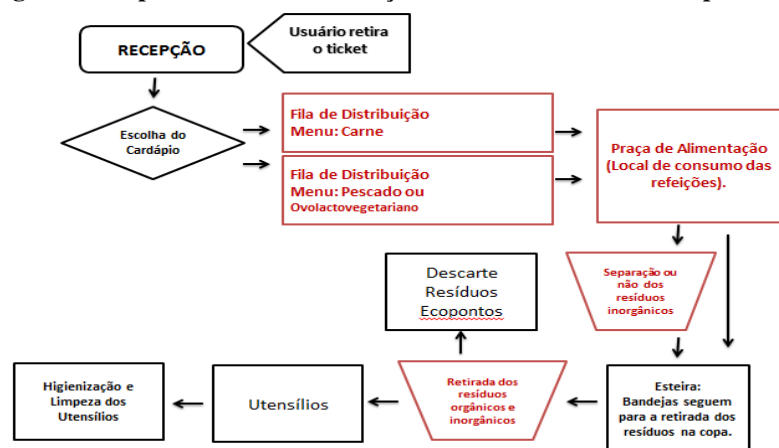 RECEPÇÃO
Usuário retira
o ticket
Escolha do
Cardápio
Fila de Distribuição
Menu: Carne
Fila de Distribuição
Menu: Pescado ou
Ovolactovegetariano
Praça de Alimentação
(Local de consumo das
refeições).
Separação ou
não dos
resíduos
inorgânicos
Descarte
Resíduos
Ecopontos
Higienização e
Limpeza dos
Utensílios
Utensílios
Retirada dos
resíduos
orgânicos e
inorgânicos
Esteira:
Bandejas seguem
para a retirada dos
resíduos na copa.